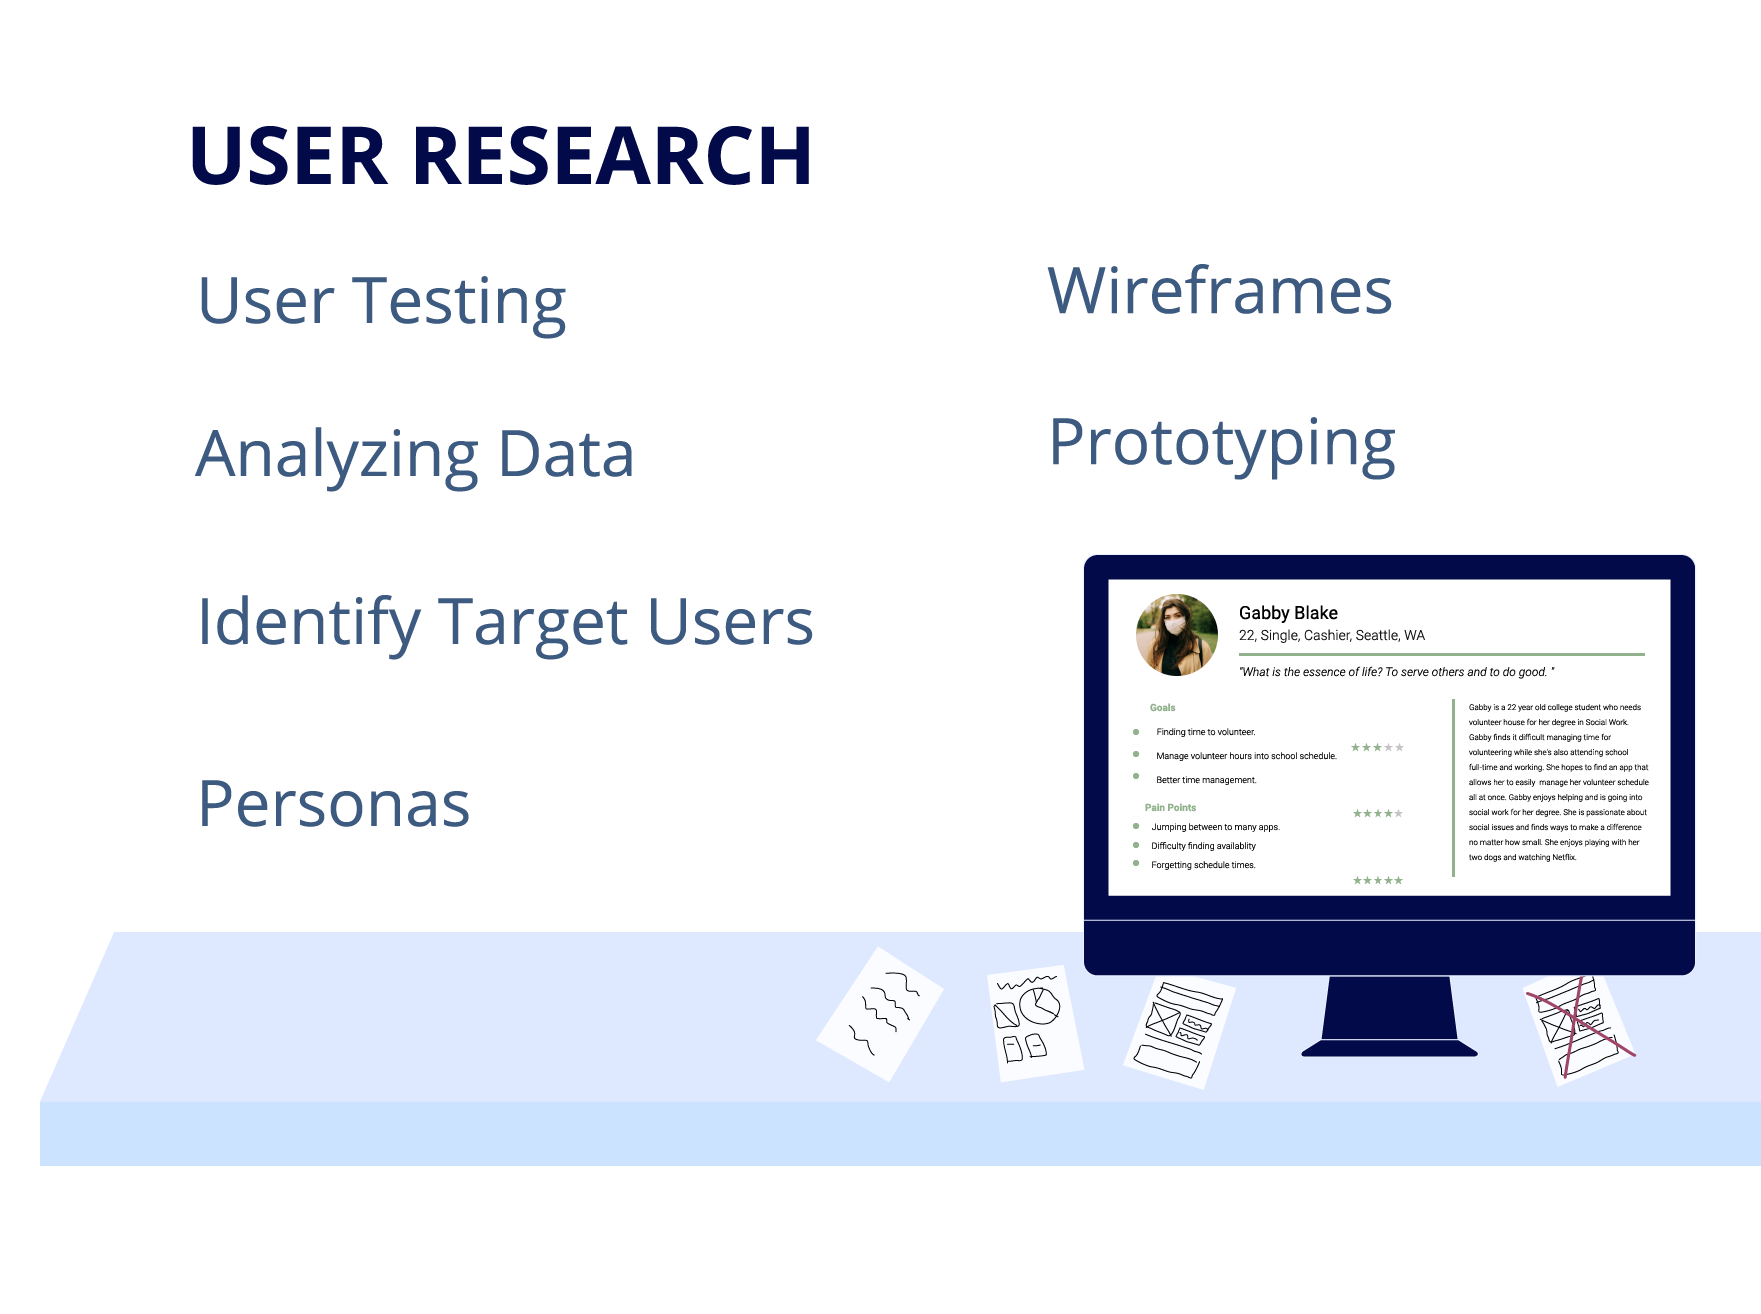 USER RESEARCH
User Testing
Analyzing Data
Identify Target Users
Personas
Wireframes
Prototyping
Gabby Blake
22, Single, Cashier, Seattle, WA
"What is the essence of life? To serve others and to do good. "
Goals
Finding time to volunteer.
Manage volunteer hours into school schedule.
Better time management.
Pain Points
Jumping between to many apps.
Difficulty finding availablity
Forgetting schedule times.
Gabby is a 22 year old college student who needs
volunteer house for her degree in Social Work.
Gabby finds it difficult managing time for
volunteering while she's also attending school
full-time and working. She hopes to find an app that
allows her to easily  manage her volunteer schedule
all at once. Gabby enjoys helping and is going into
social work for her degree. She is passionate about
social issues and finds ways to make a difference
no matter how small. She enjoys playing with her
two dogs and watching Netflix.